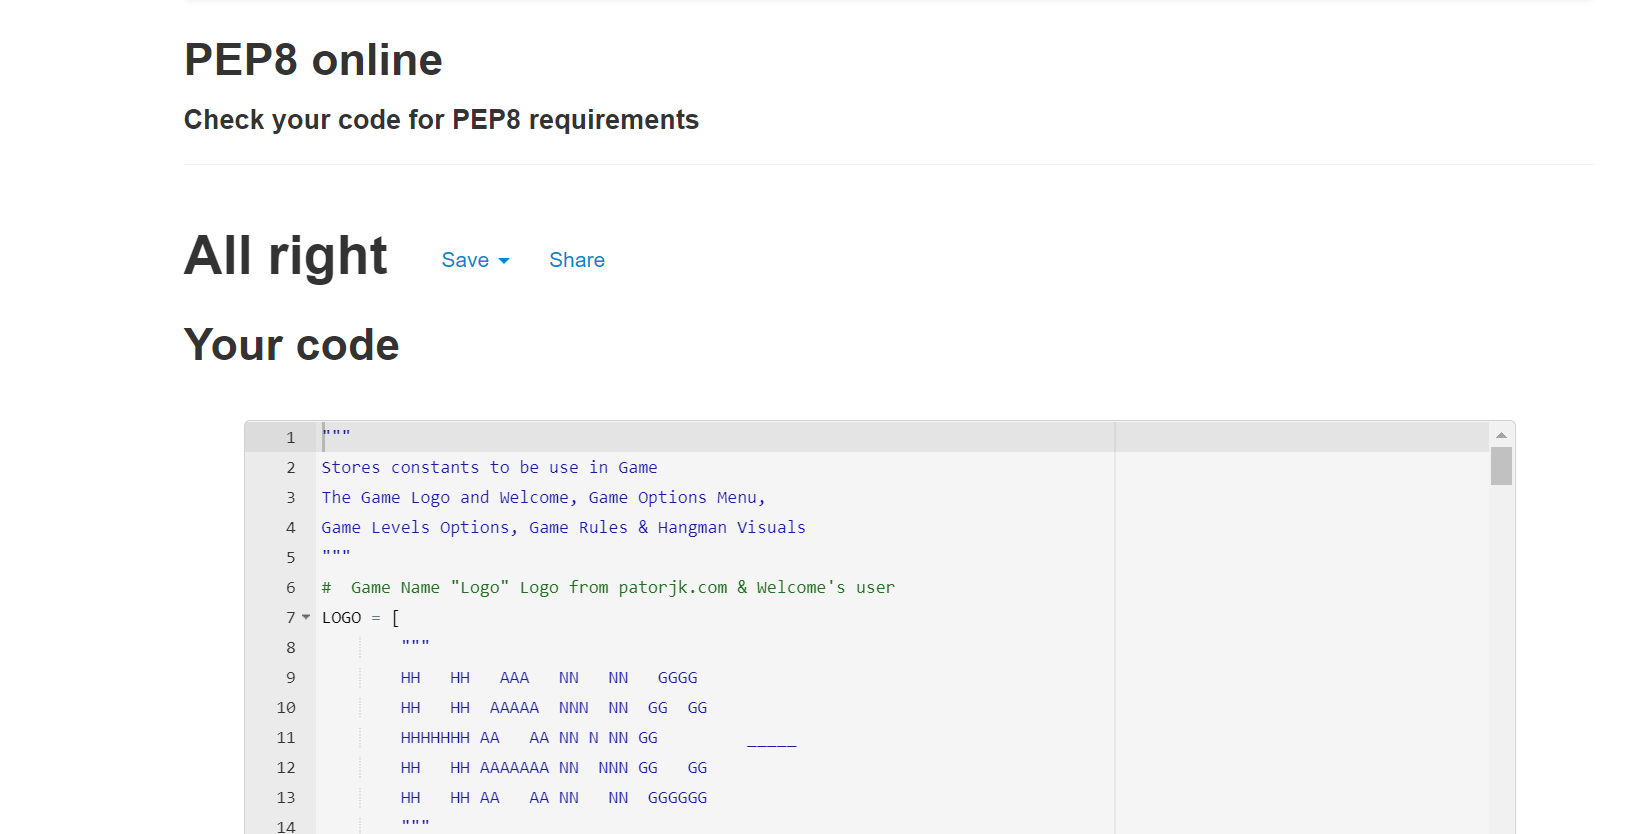 PEP8 online
Check your code for PEP8 requirements
All right Save Share
Your code
1 """
2 Stores constants to be use in Game
3 The Game Logo and Welcome, Game Options Menu,
4 Game Levels Options, Game Rules & Hangman Visuals
5 """
6 #  Game Name "Logo" Logo from patorjk.com & Welcome's user
7 LOGO = [
8         """
9         HH   HH   AAA   NN   NN   GGGG
10         HH   HH  AAAAA  NNN  NN  GG  GG
11         HHHHHHH AA   AA NN N NN GG         _____
12         HH   HH AAAAAAA NN  NNN GG   GG
13         HH   HH AA   AA NN   NN  GGGGGG
14         """